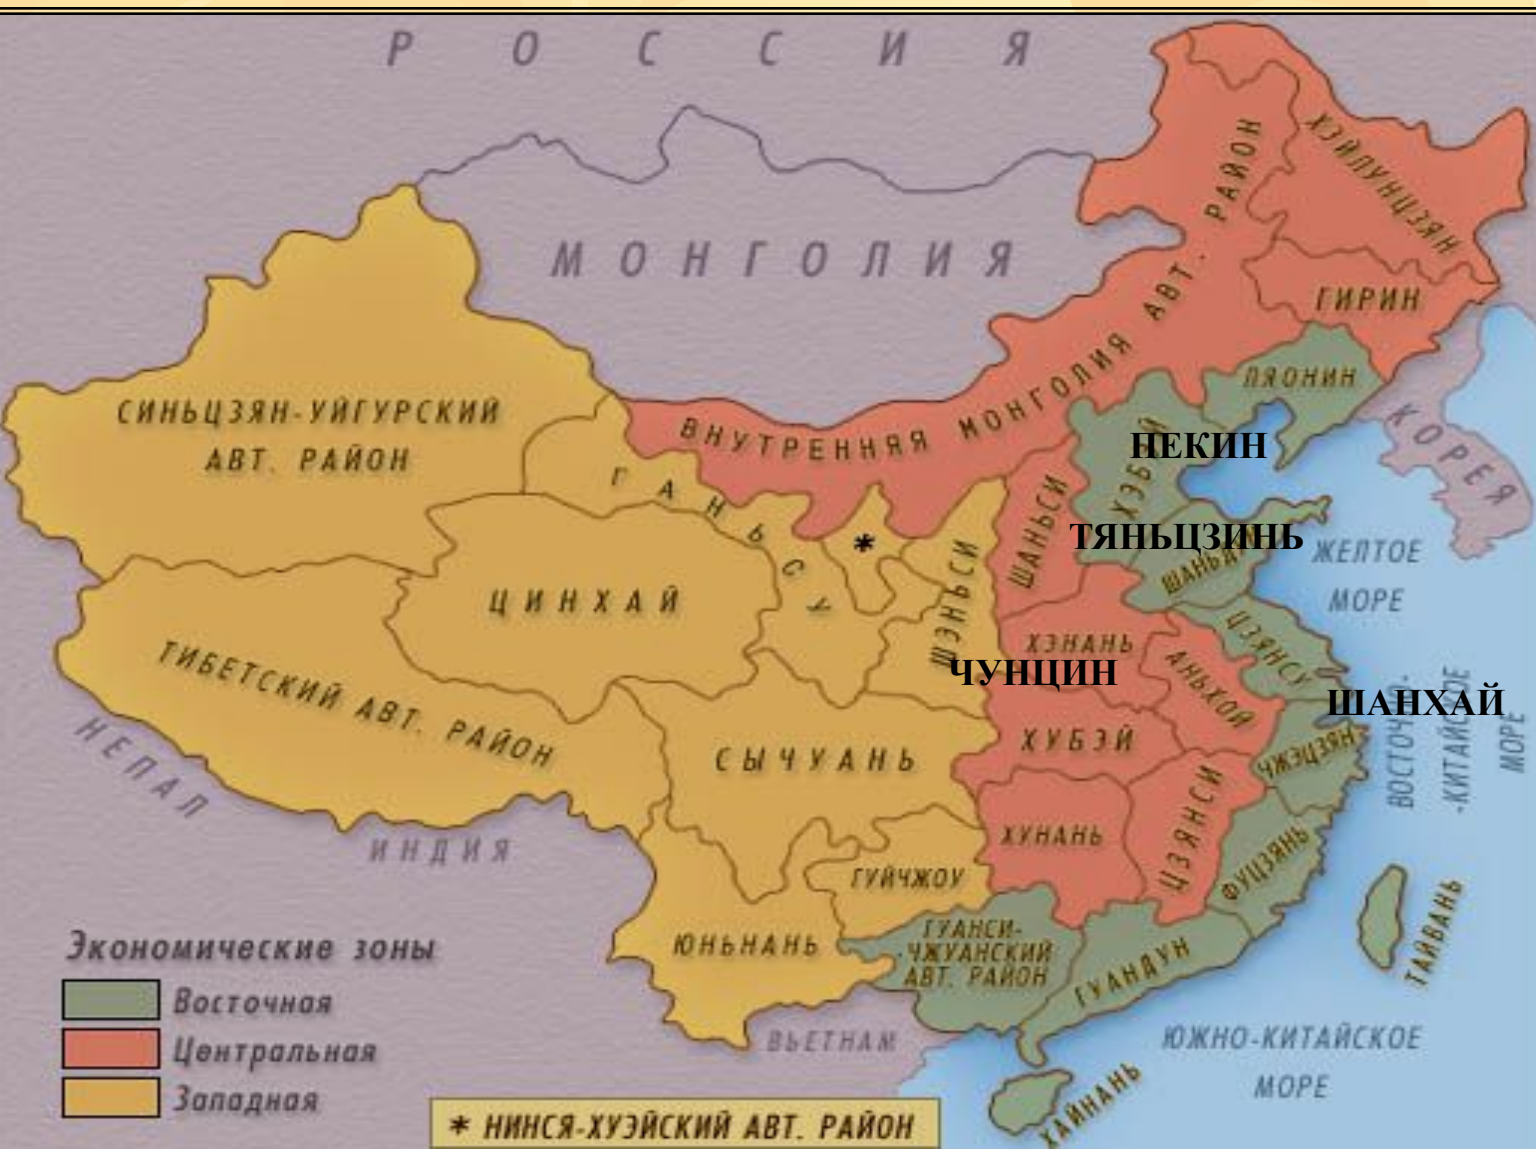 РОССИЯ
МОНГОЛИЯ
ХЭЙЛУНЦЗЯН
ГИРИН
ВНУТРЕННЯЯ МОНГОЛИЯ АВТ. РАЙОН
ЛЯОНИН
КОРЕЯ
СИНЬЦЗЯН-УЙГУРСКИЙ
АВТ. РАЙОН
ГАНЬСУ
*
ХЭБЭЙ
ПЕКИН
ТЯНЬЦЗИНЬ
ШАНЬСИ
ШАНЬДУН
ЖЕЛТОЕ
МОРЕ
ЦИНХАЙ
ШЭНЬСИ
ХЭНАНЬ
ЦЗЯНСУ
ТИБЕТСКИЙ АВТ. РАЙОН
ЧУНЦИН
АНЬХОЙ
ШАНХАЙ
НЕПАЛ
СЫЧУАНЬ
ХУБЭЙ
ЧЖЭЦЗЯН
ВОСТОЧНО-
-КИТАЙСКОЕ
МОРЕ
ИНДИЯ
ХУНАНЬ
ЦЗЯНСИ
ФУЦЗЯНЬ
ГУЙЧЖОУ
ТАЙВАНЬ
ЮНЬНАНЬ
ГУАНСИ-
-ЧЖУАНСКИЙ
АВТ. РАЙОН
ГУАНДУН
ВЬЕТНАМ
ЮЖНО-КИТАЙСКОЕ
МОРЕ
ХАЙНАНЬ
Экономические зоны
Восточная
Центральная
Западная
* НИНСЯ-ХУЭЙСКИЙ АВТ. РАЙОН